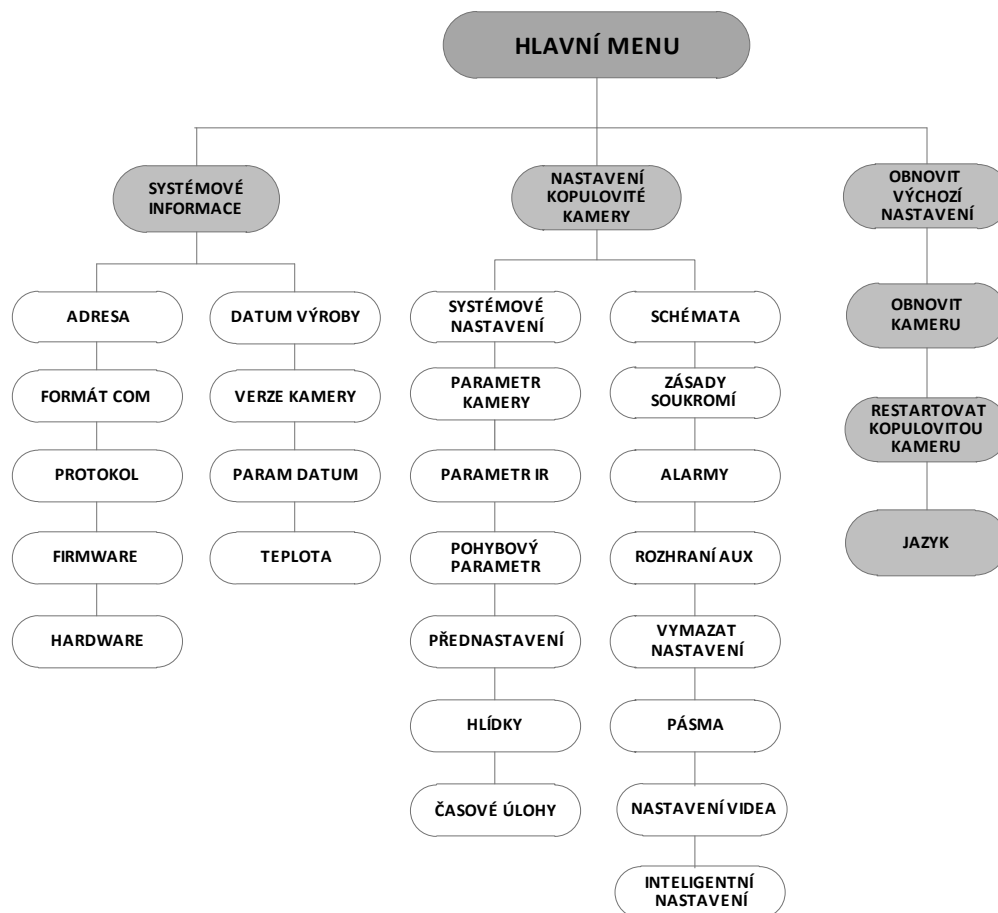 HLAVNÍ MENU
SYSTÉMOVÉ
INFORMACE
NASTAVENÍ
KOPULOVITÉ
KAMERY
OBNOVIT
VÝCHOZÍ
NASTAVENÍ
ADRESA
DATUM VÝROBY
SYSTÉMOVÉ
NASTAVENÍ
SCHÉMATA
OBNOVIT
KAMERU
FORMÁT COM
VERZE KAMERY
PARAMETR
KAMERY
ZÁSADY
SOUKROMÍ
RESTARTOVAT
KOPULOVITOU
KAMERU
PROTOKOL
PARAM DATUM
PARAMETR IR
ALARMY
FIRMWARE
TEPLOTA
POHYBOVÝ
PARAMETR
ROZHRANÍ AUX
JAZYK
HARDWARE
PŘEDNASTAVENÍ
VYMAZAT
NASTAVENÍ
HLÍDKY
PÁSMA
ČASOVÉ ÚLOHY
NASTAVENÍ VIDEA
INTELIGENTNÍ
NASTAVENÍ